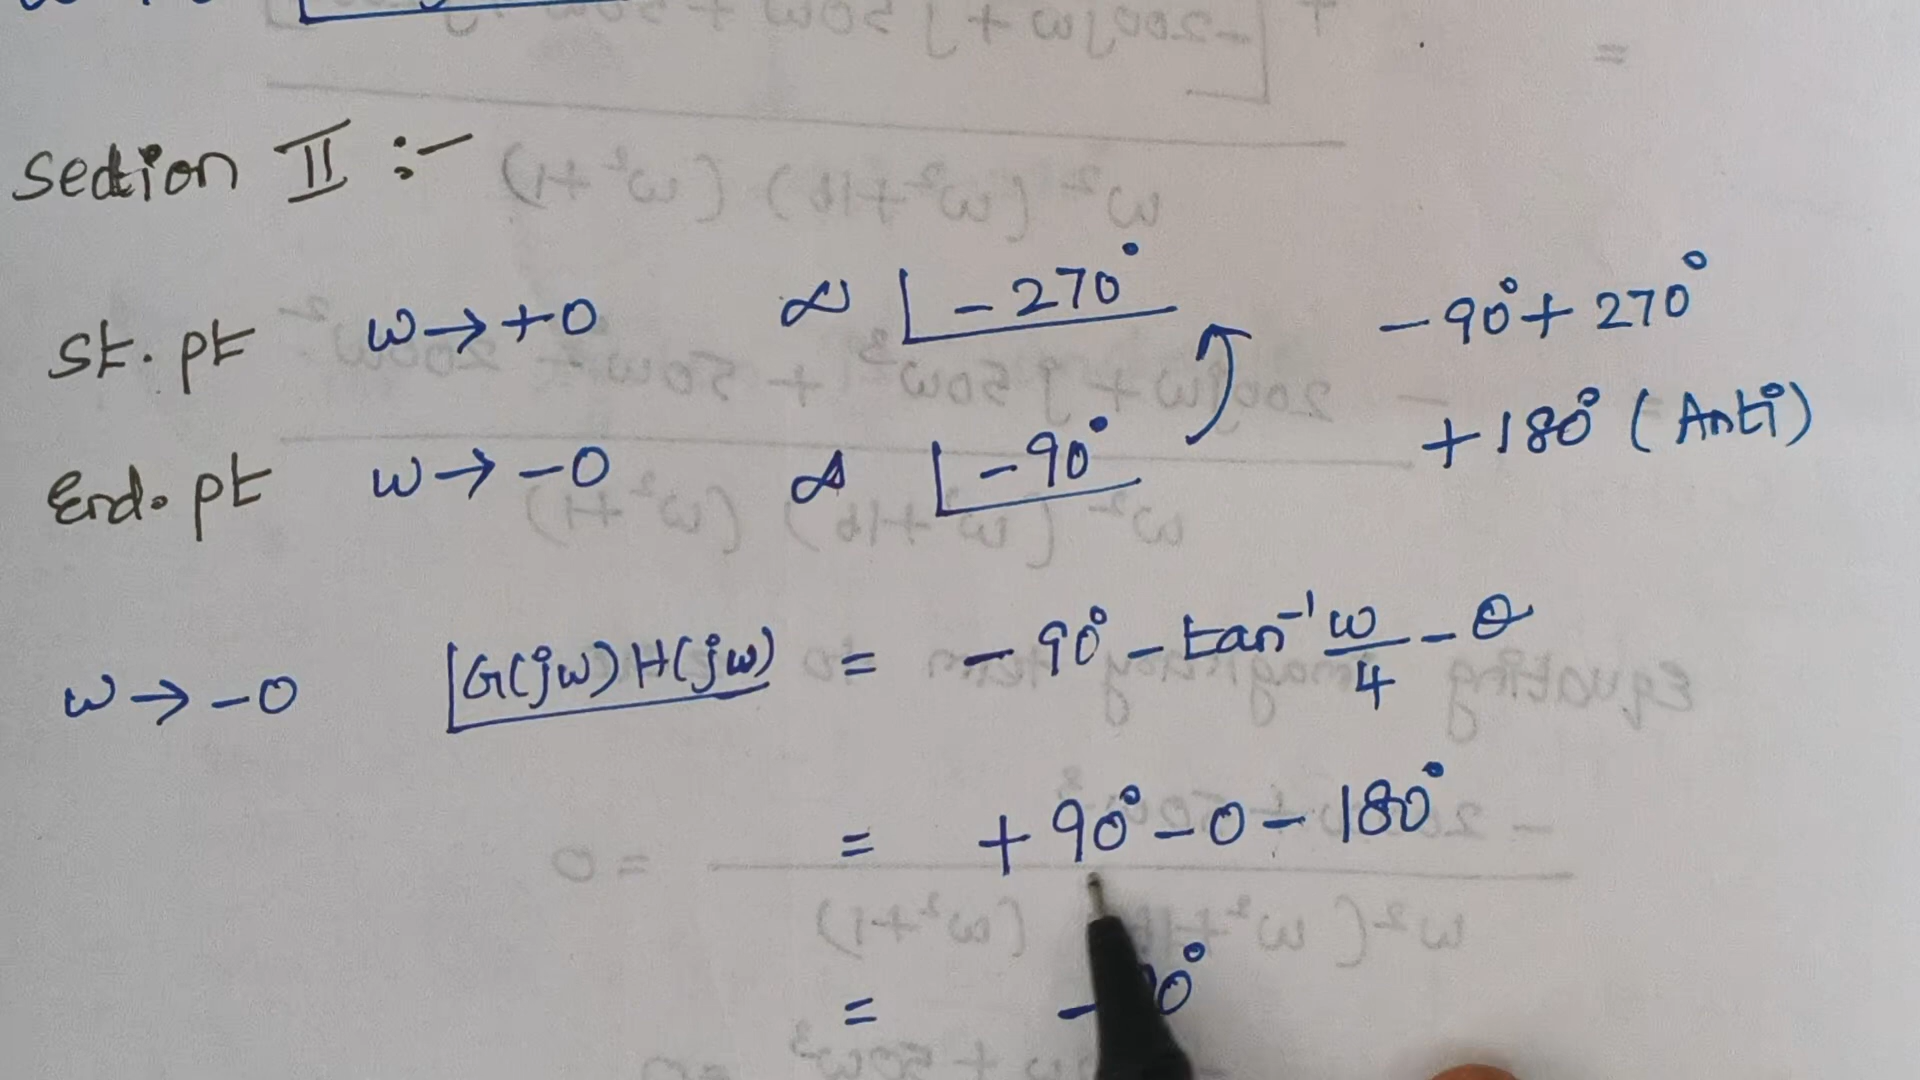 Section II :-
St. pt ω → +0 ∞ ∠-270° -90° + 270°
End. pt ω → -0 ∞ ∠-90° +180° (Anti)
ω → -0 ∠G(jω) H(jω) = -90° - tan⁻¹ ω/4 - θ
= +90° - 0 - 180°
=